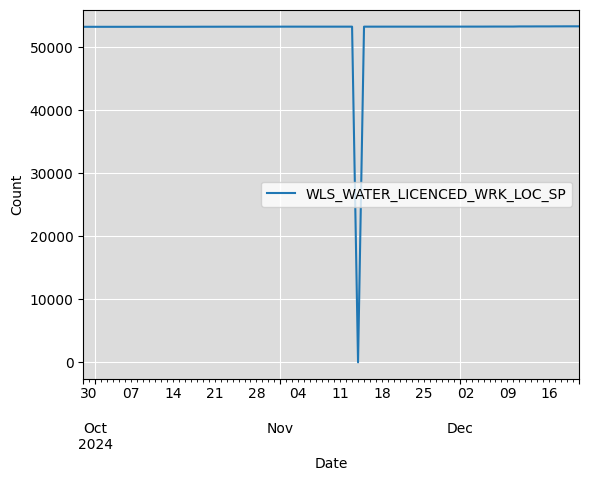 Count
50000
40000
30000
20000
10000
0
WLS_WATER_LICENCED_WRK_LOC_SP
30 07 14 21 28 04 11 18 25 02 09 16
Oct Nov Dec
2024
Date